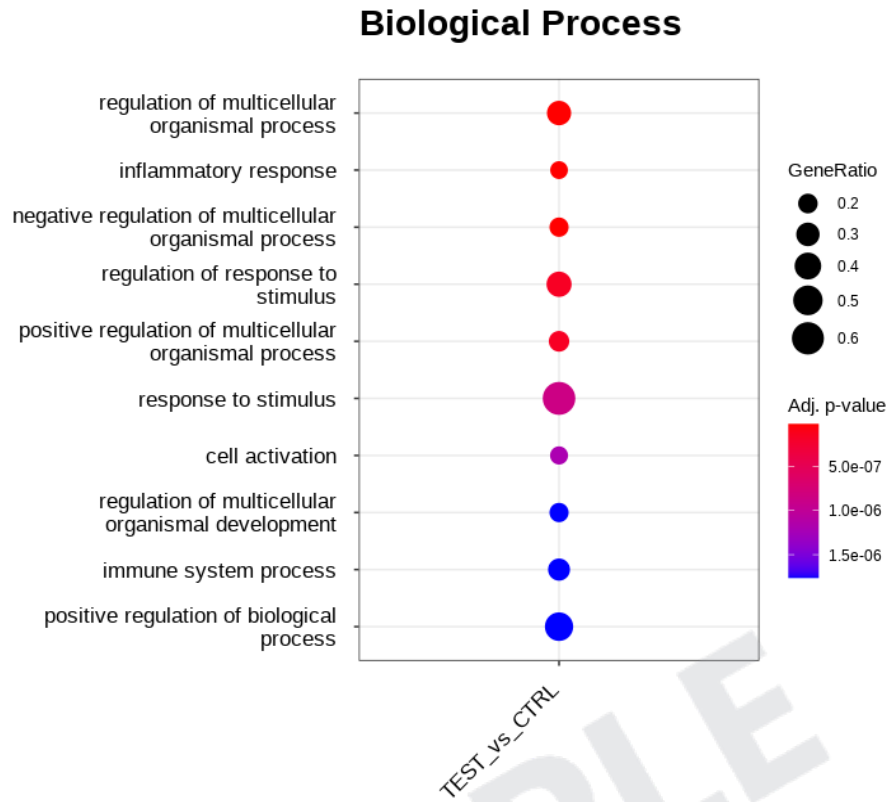 Biological Process
regulation of multicellular
organismal process
inflammatory response
negative regulation of multicellular
organismal process
regulation of response to
stimulus
positive regulation of multicellular
organismal process
response to stimulus
cell activation
regulation of multicellular
organismal development
immune system process
positive regulation of biological
process
TEST_vs_CTRL
GeneRatio
0.2
0.3
0.4
0.5
0.6
Adj. p-value
5.0e-07
1.0e-06
1.5e-06
PLE